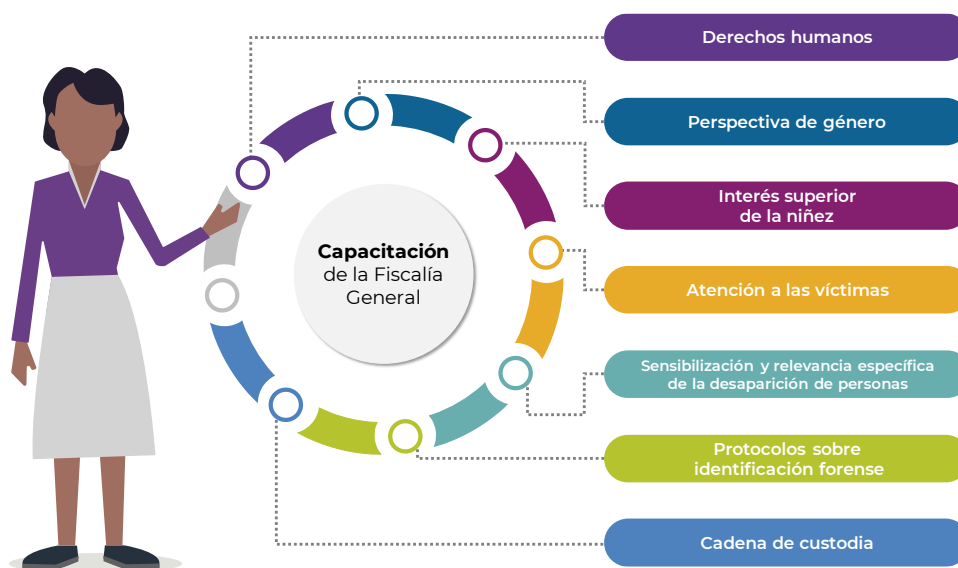 Capacitación
de la Fiscalía
General
Derechos humanos
Perspectiva de género
Interés superior
de la niñez
Atención a las víctimas
Sensibilización y relevancia específica
de la desaparición de personas
Protocolos sobre
identificación forense
Cadena de custodia